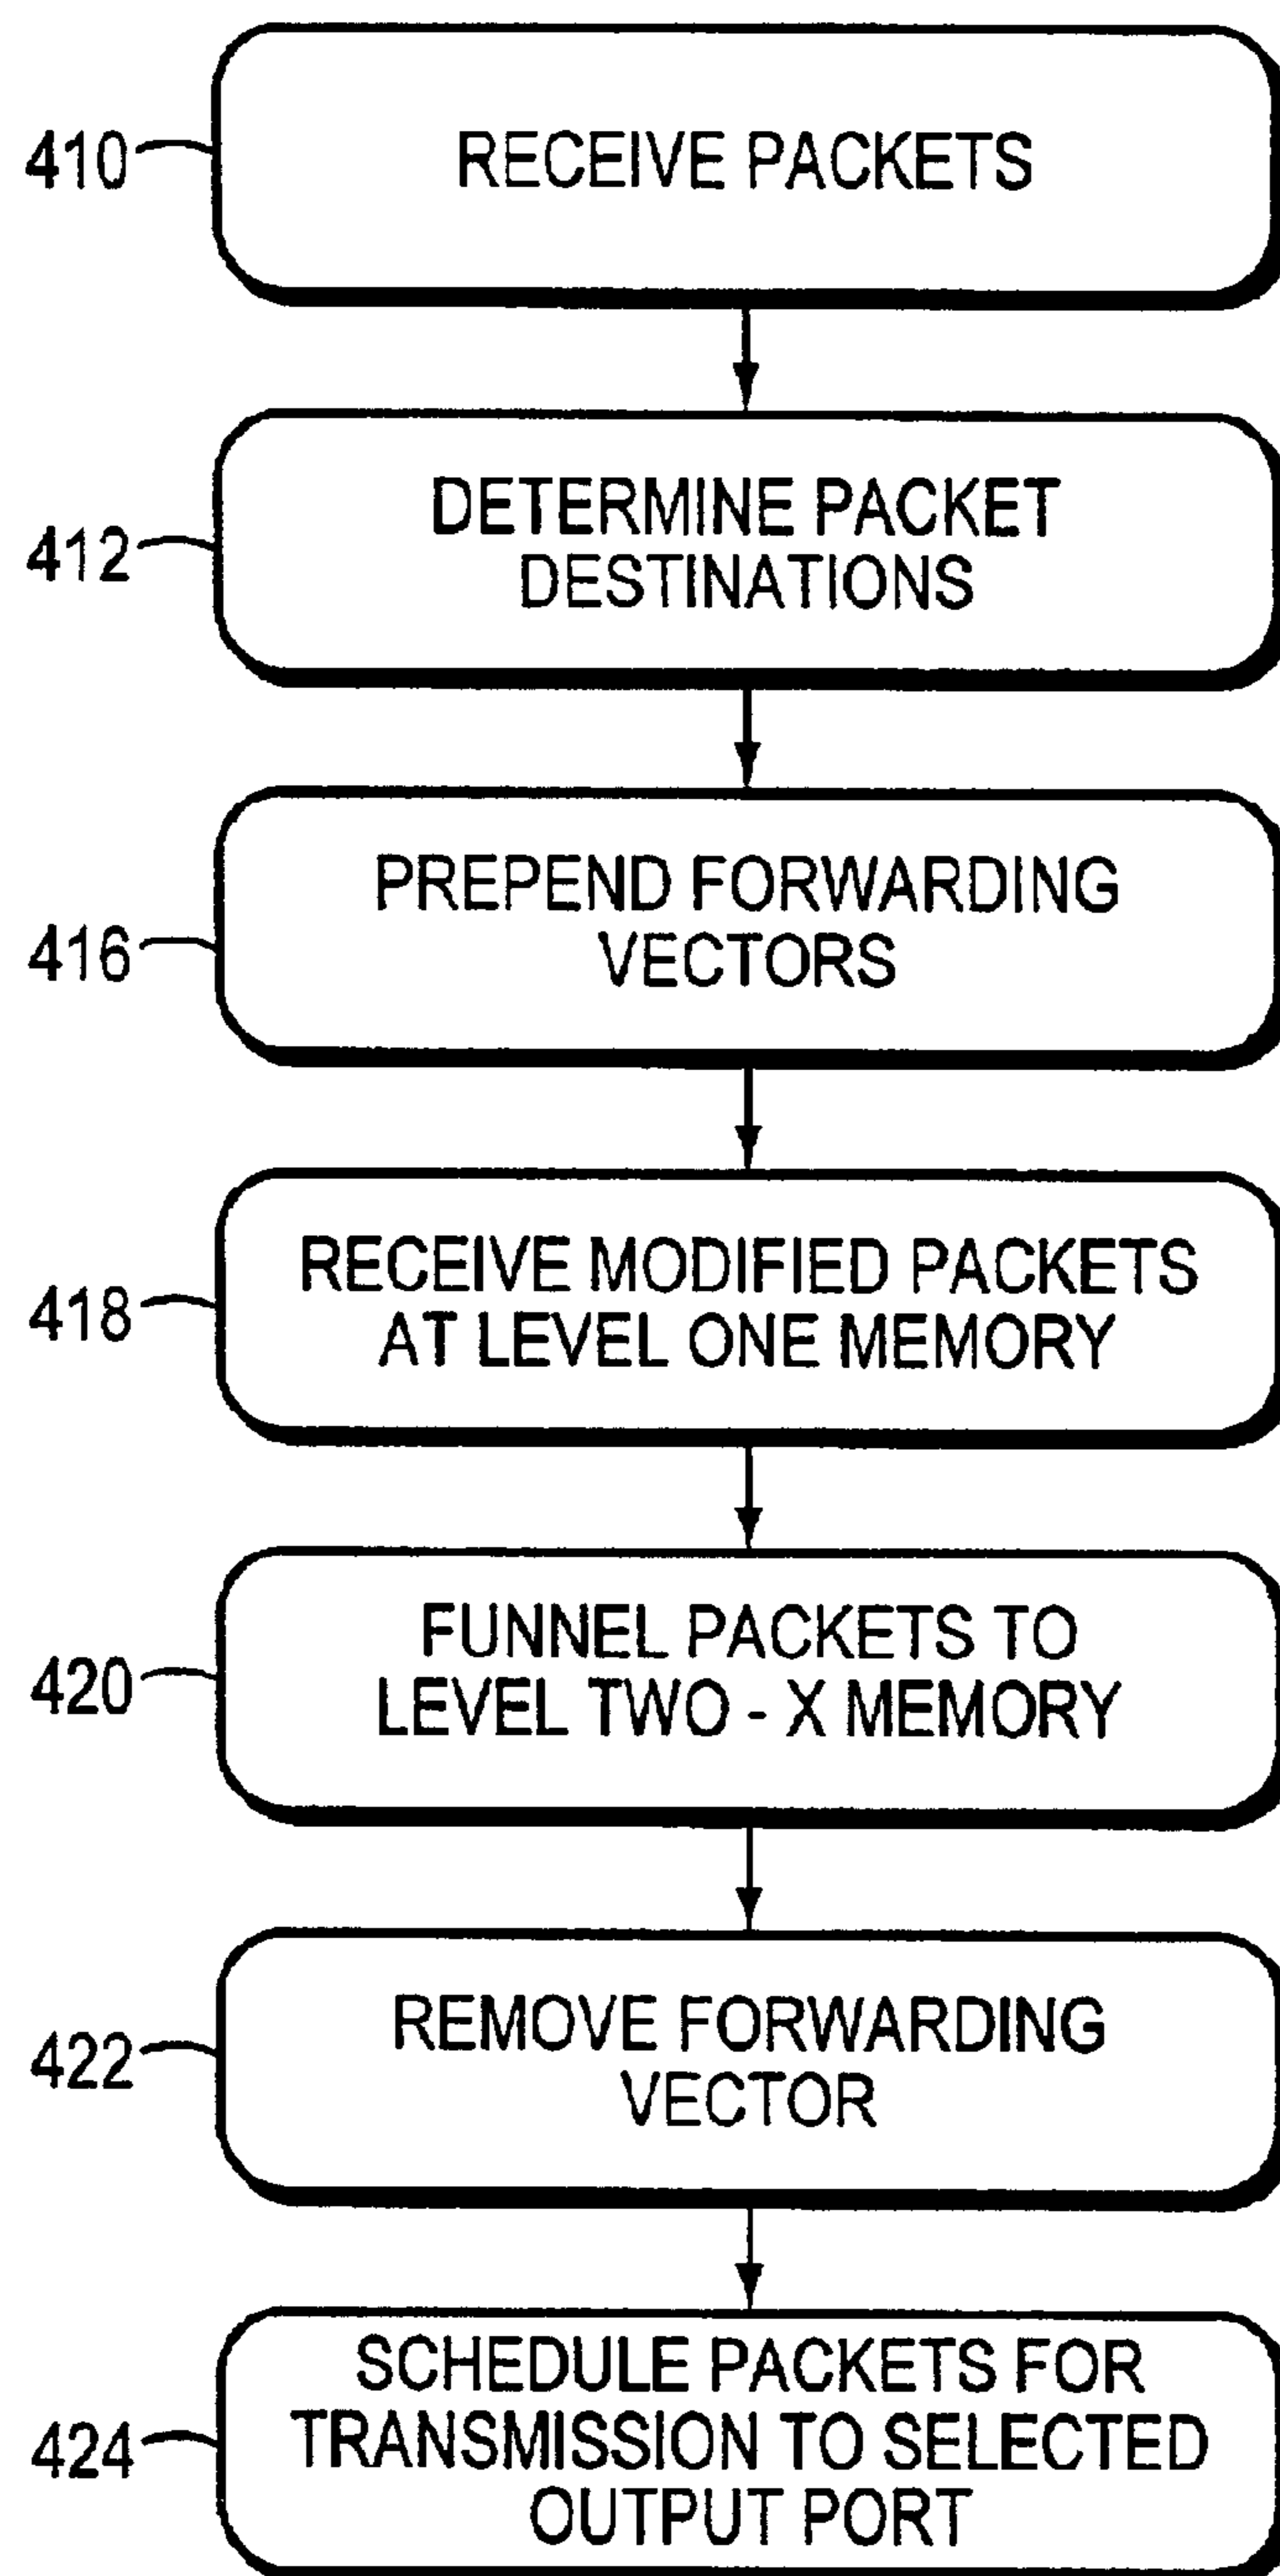 410
RECEIVE PACKETS
412
DETERMINE PACKET
DESTINATIONS
416
PREPEND FORWARDING
VECTORS
418
RECEIVE MODIFIED PACKETS
AT LEVEL ONE MEMORY
420
FUNNEL PACKETS TO
LEVEL TWO - X MEMORY
422
REMOVE FORWARDING
VECTOR
424
SCHEDULE PACKETS FOR
TRANSMISSION TO SELECTED
OUTPUT PORT